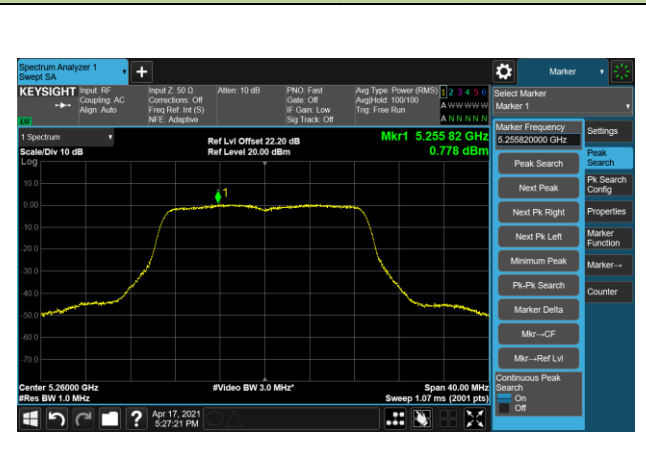 Spectrum Analyzer 1
Swept SA
+
Marker
KEYSIGHT
Input: RF
Coupling: AC
Align: Auto
Input Z: 50 Ω
Corrections: Off
Freq Ref: Int (S)
NFE: Adaptive
Atten: 10 dB
PNO: Fast
Gate: Off
IF Gain: Low
Sig Track: Off
Avg Type: Power (RMS)
Avg|Hold: 100/100
Trig: Free Run
1 2 3 4 5 6
A W W W W W
A N N N N N
LV
Select Marker
Marker 1
1 Spectrum
Scale/Div 10 dB
Log
Ref Lvl Offset 22.20 dB
Ref Level 20.00 dBm
Mkr1 5.255 82 GHz
0.778 dBm
10.0
0.00
-10.0
-20.0
-30.0
-40.0
-50.0
-60.0
-70.0
1
Center 5.26000 GHz
#Res BW 1.0 MHz
#Video BW 3.0 MHz*
Span 40.00 MHz
Sweep 1.07 ms (2001 pts)
Marker Frequency
5.255820000 GHz
Peak Search
Next Peak
Next Pk Right
Next Pk Left
Minimum Peak
Pk-Pk Search
Marker Delta
Mkr→CF
Mkr→Ref Lvl
Continuous Peak
Search
On
Off
Settings
Peak
Search
Pk Search
Config
Properties
Marker
Function
Marker→
Counter
?
Apr 17, 2021
5:27:21 PM